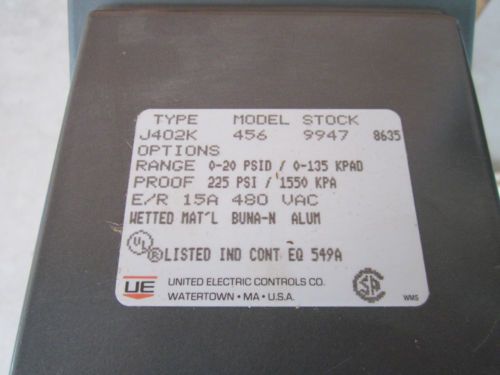 TYPE MODEL STOCK
J402K 456 9947 8635
OPTIONS
RANGE 0-20 PSID / 0-135 KPAD
PROOF 225 PSI / 1550 KPA
E/R 15A 480 VAC
WETTED MAT'L BUNA-N ALUM
UL ® LISTED IND CONT EQ 549A
UE UNITED ELECTRIC CONTROLS CO.
WATERTOWN • MA • U.S.A.
SA
WMS